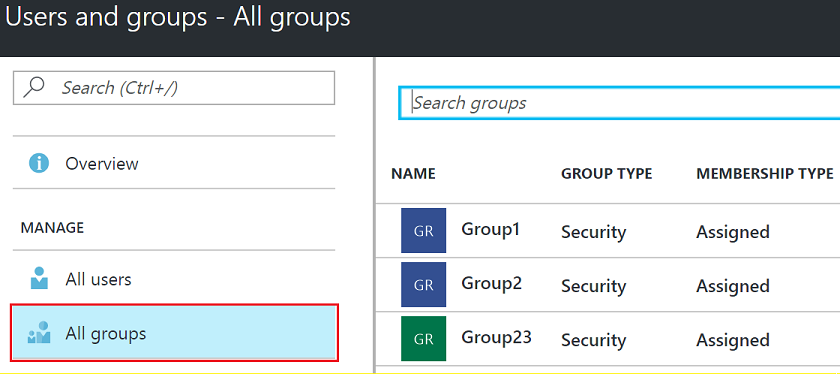 Users and groups - All groups
Search (Ctrl+/)
Overview
MANAGE
All users
All groups
Search groups
NAME GROUP TYPE MEMBERSHIP TYPE
GR Group1 Security Assigned
GR Group2 Security Assigned
GR Group23 Security Assigned